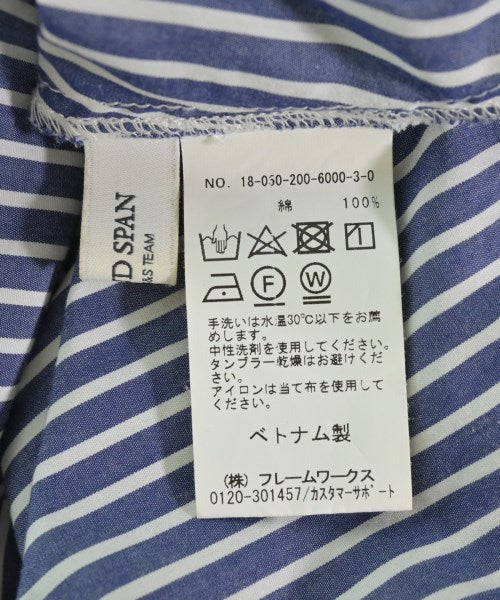 NO. 18-050-200-6000-3-0
綿 100%
F W
手洗いは水温30℃以下をお薦
めします。
中性洗剤を使用してください。
タンブラー乾燥はお避けくだ
さい。
アイロンは当て布を使用して
ください。
ベトナム製
(株) フレームワークス
0120-301457/カスタマーサポート
D SPAN
&S TEAM